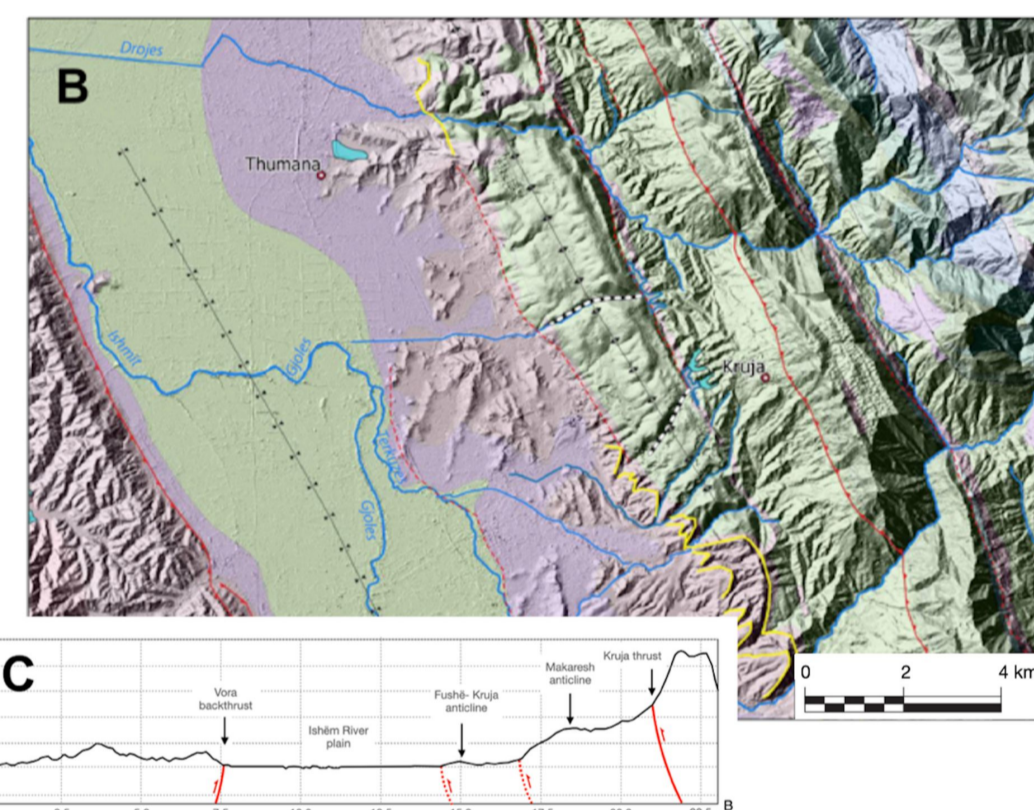 Drojes
B
Thumana
Ishmit
Gjoles
Kruja
Terkuzes
Gjoles
0 2 4 km
C
Kruja thrust
Makaresh
anticline
Vora
backthrust
Fushë- Kruja
anticline
Ishëm River
plain
B